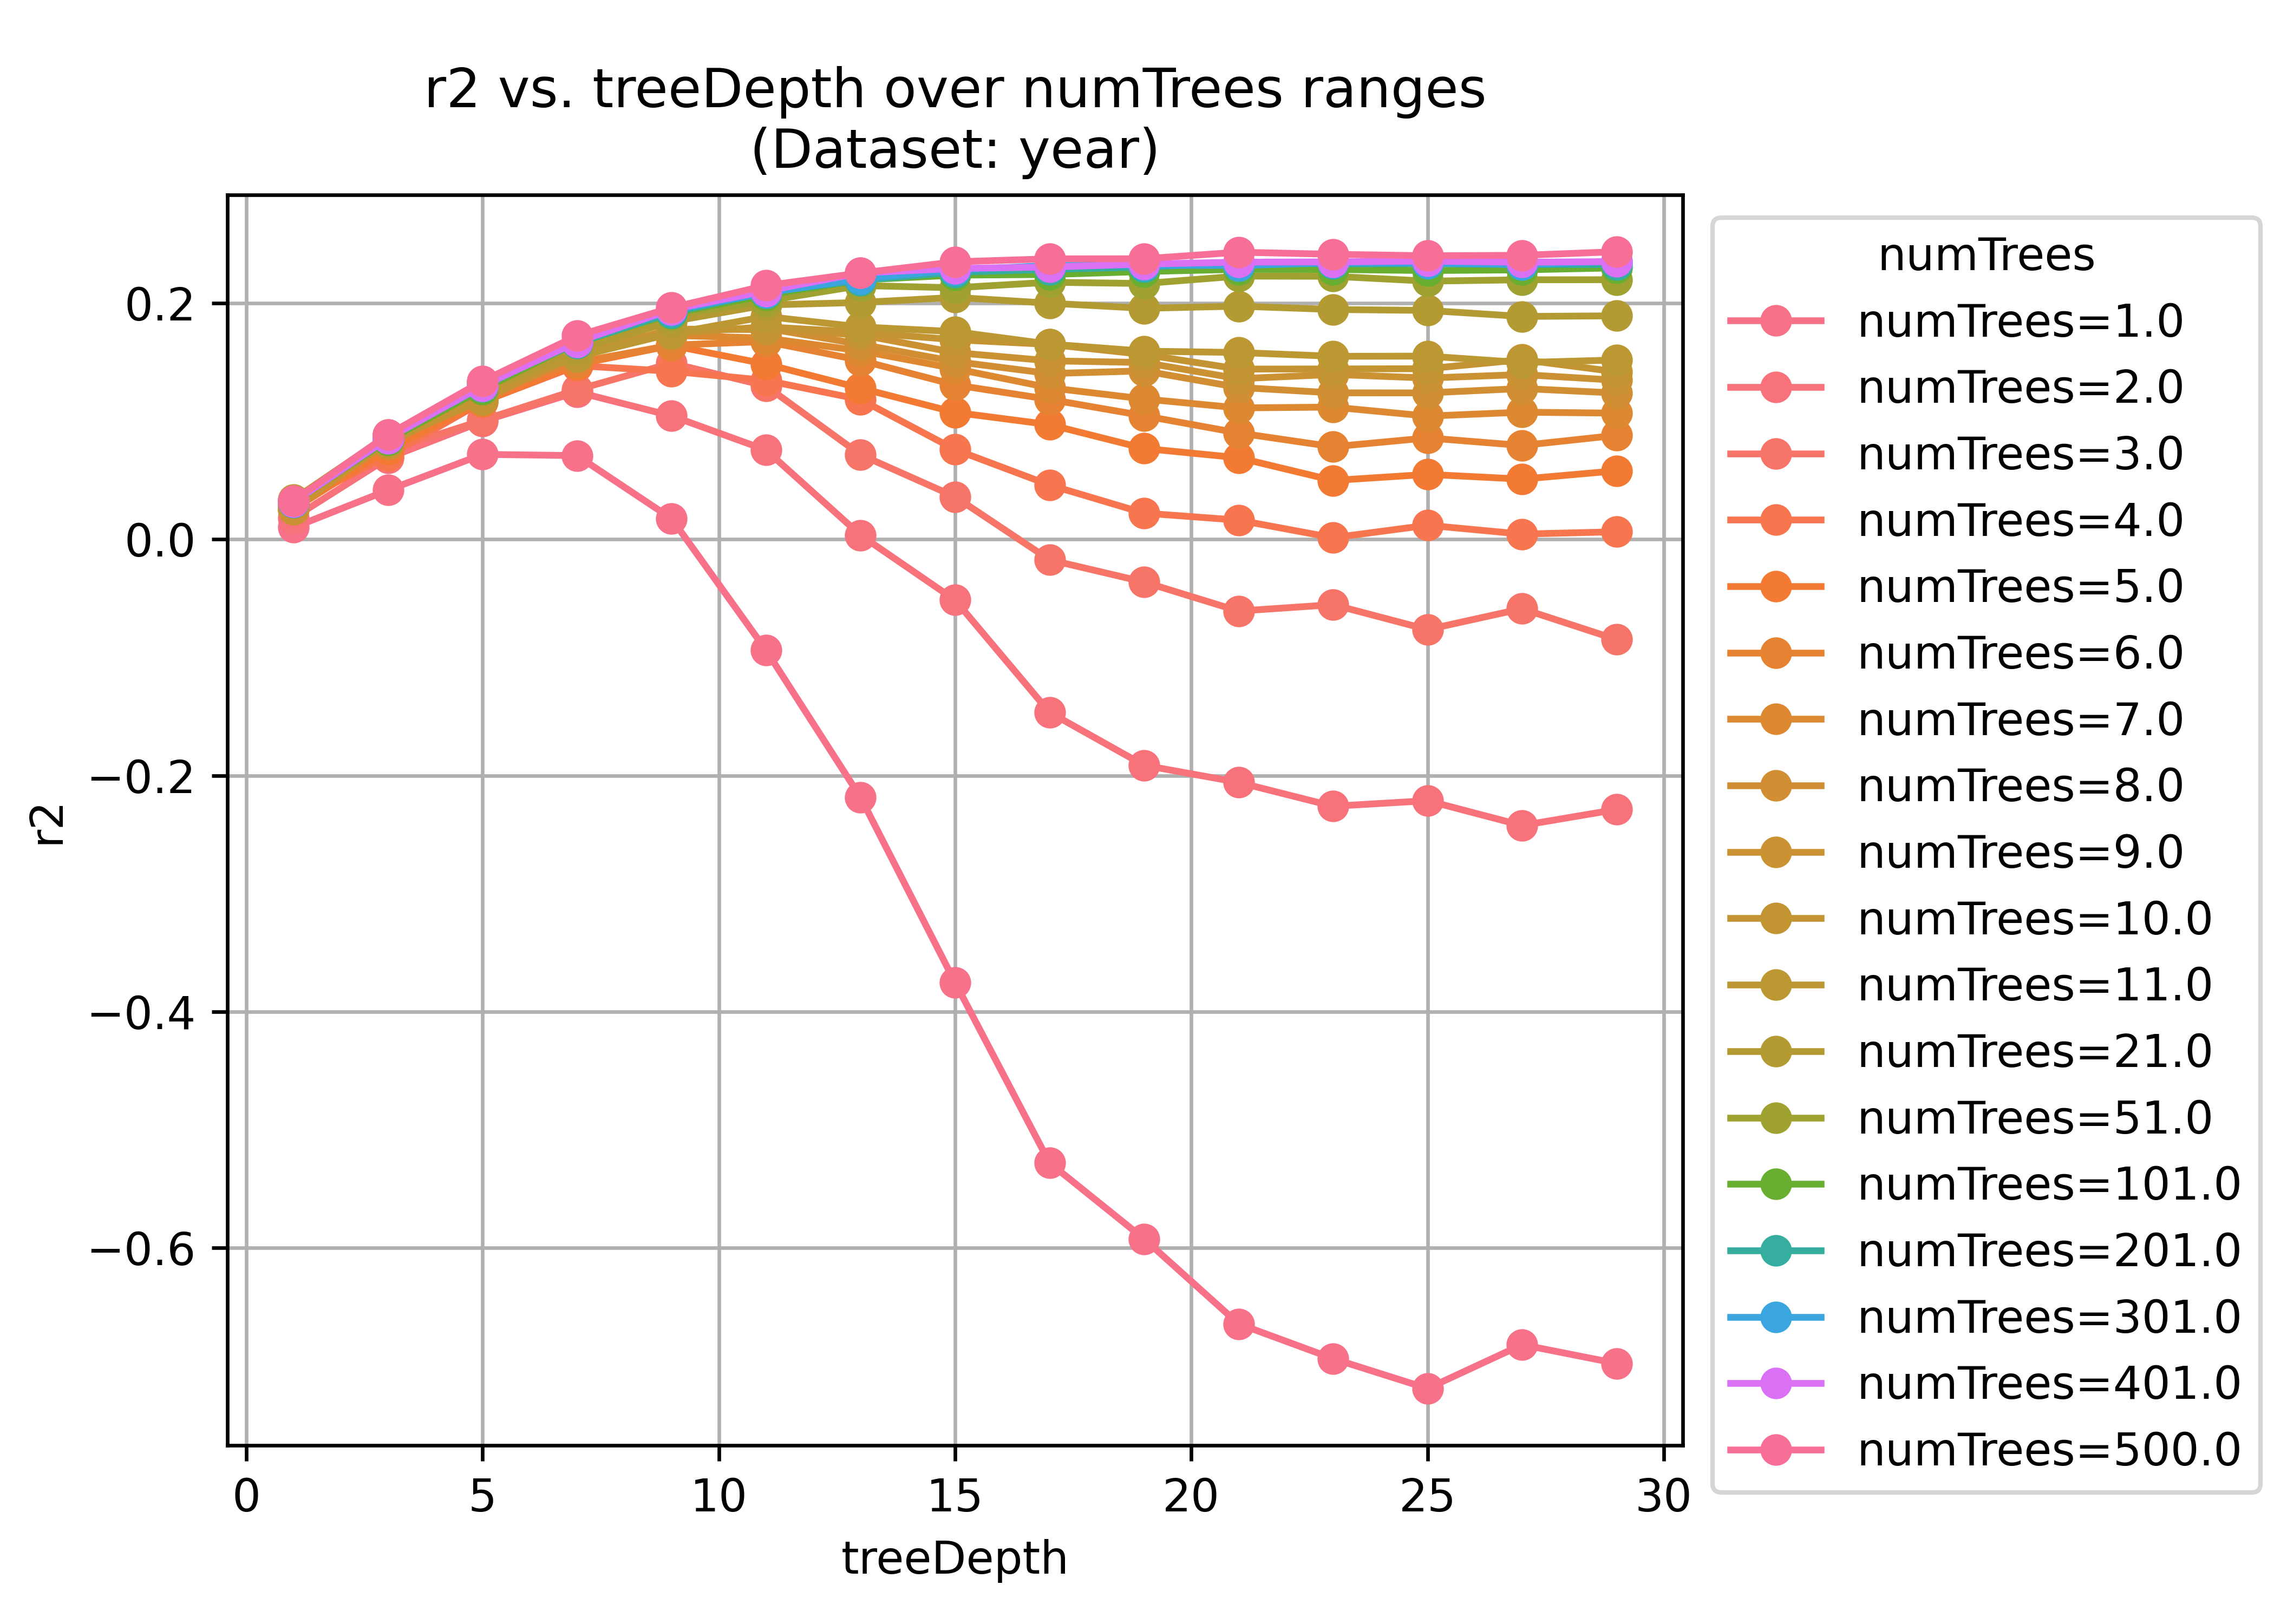 r2 vs. treeDepth over numTrees ranges
(Dataset: year)
r2
0.2
0.0
−0.2
−0.4
−0.6
0 5 10 15 20 25 30
treeDepth
numTrees
numTrees=1.0
numTrees=2.0
numTrees=3.0
numTrees=4.0
numTrees=5.0
numTrees=6.0
numTrees=7.0
numTrees=8.0
numTrees=9.0
numTrees=10.0
numTrees=11.0
numTrees=21.0
numTrees=51.0
numTrees=101.0
numTrees=201.0
numTrees=301.0
numTrees=401.0
numTrees=500.0